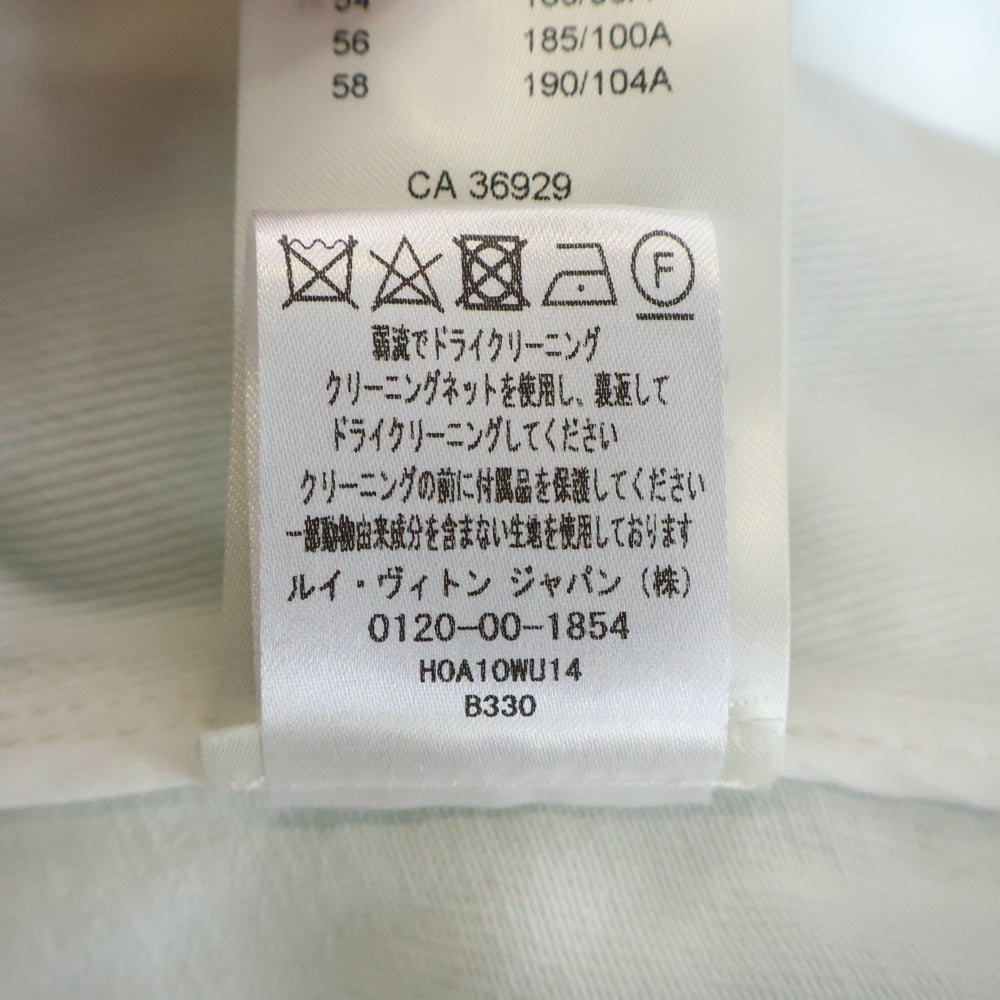 56 185/100A
58 190/104A
CA 36929
F
弱流でドライクリーニング
クリーニングネットを使用し、裏返して
ドライクリーニングしてください
クリーニングの前に付属品を保護してください
一部動物由来成分を含まない生地を使用しております
ルイ・ヴィトン ジャパン（株）
0120-00-1854
H0A10WU14
B330